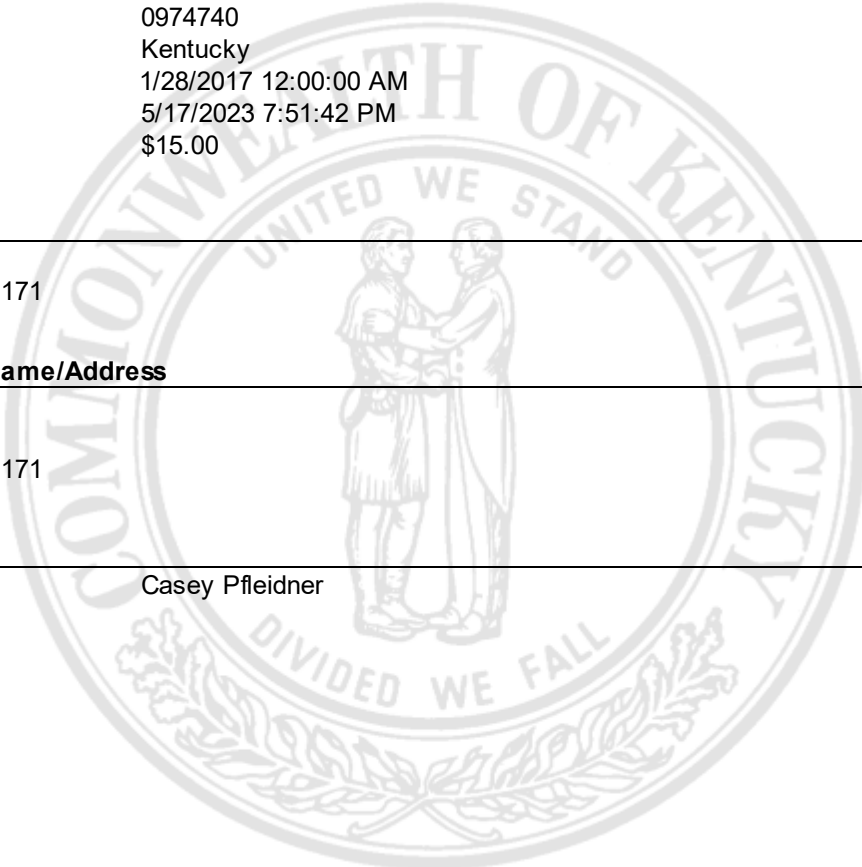 0974740
Kentucky
1/28/2017 12:00:00 AM
5/17/2023 7:51:42 PM
$15.00
171
ame/Address
171
Casey Pfleidner
COMMONWEALTH OF KENTUCKY
UNITED WE STAND
DIVIDED WE FALL